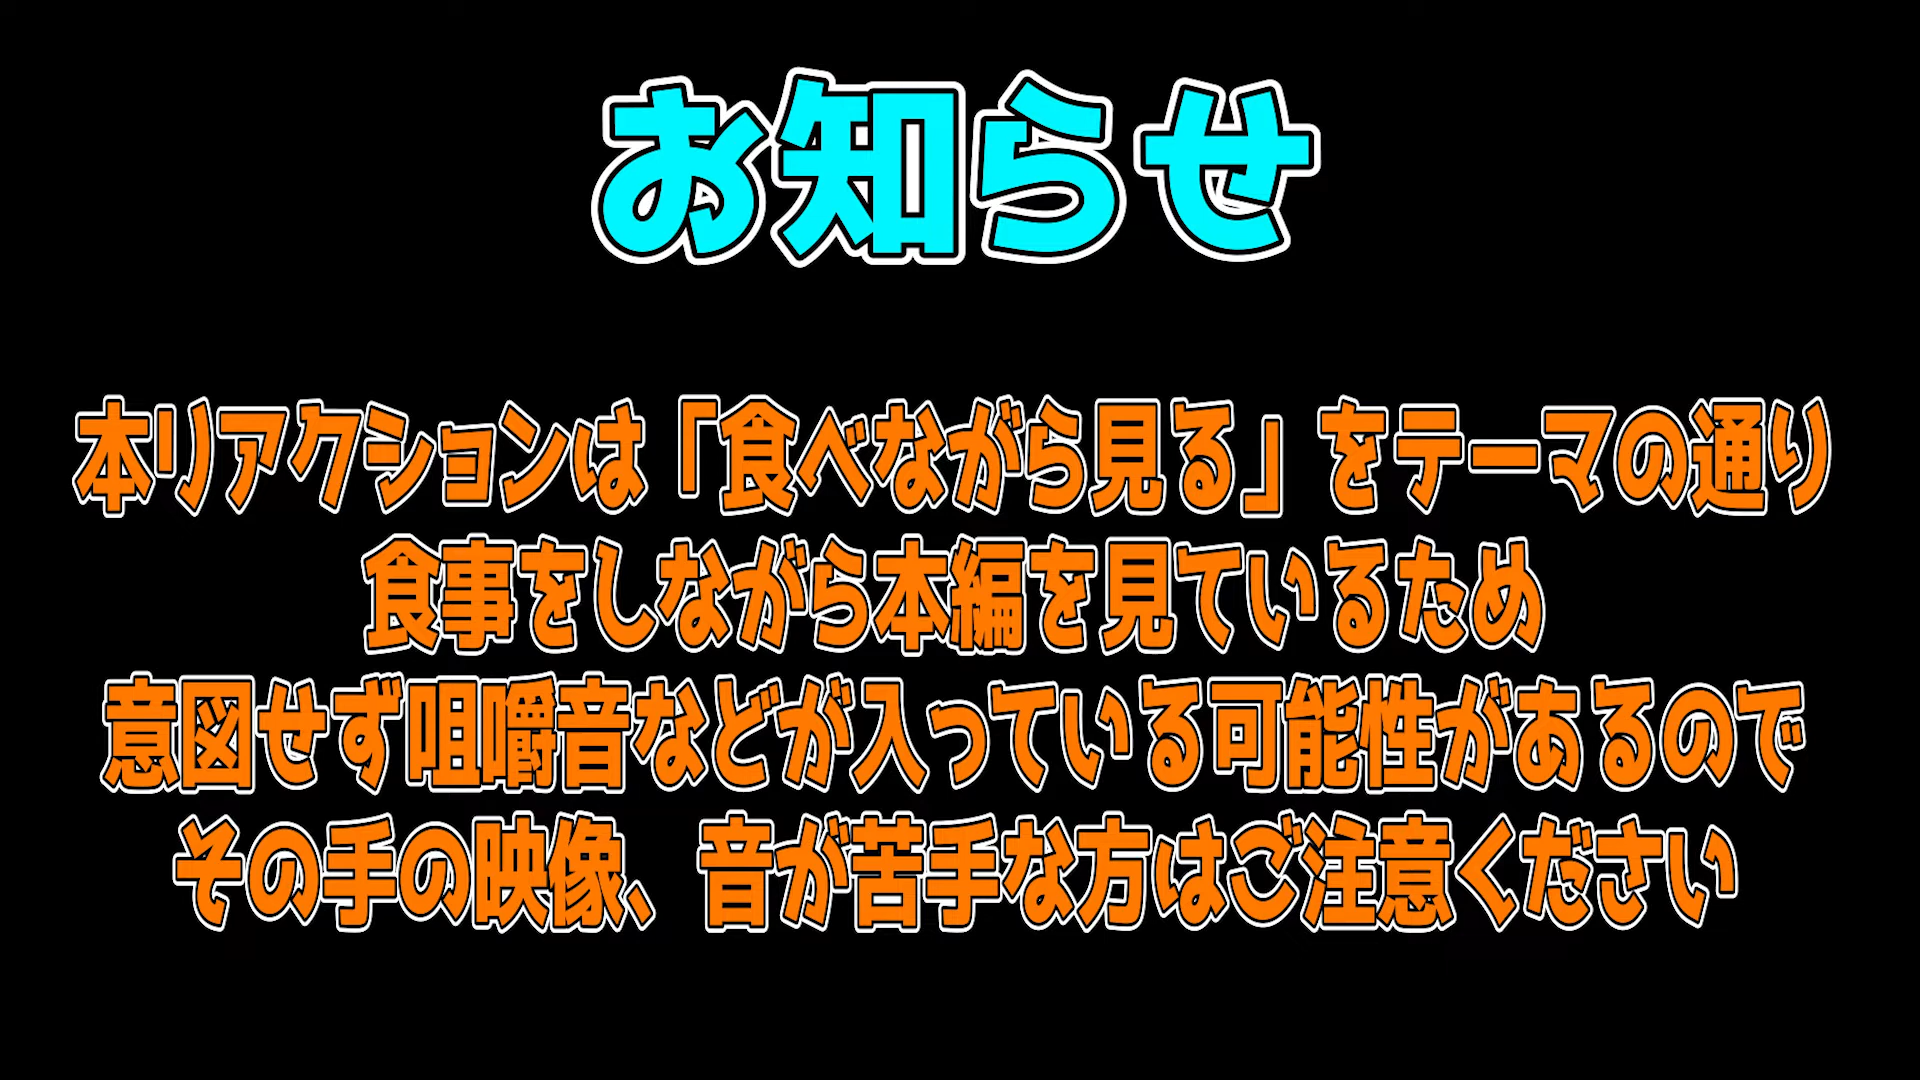 お知らせ
本リアクションは「食べながら見る」をテーマの通り
食事をしながら本編を見ているため
意図せず咀嚼音などが入っている可能性があるので
その手の映像、音が苦手な方はご注意ください